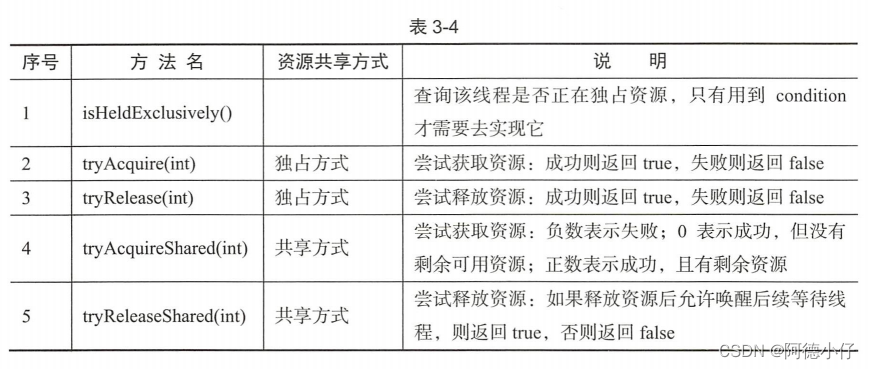 表 3-4
序号 方 法 名 资源共享方式 说 明
1 isHeldExclusively() 查询该线程是否正在独占资源，只有用到 condition
才需要去实现它
2 tryAcquire(int) 独占方式 尝试获取资源：成功则返回 true，失败则返回 false
3 tryRelease(int) 独占方式 尝试释放资源：成功则返回 true，失败则返回 false
4 tryAcquireShared(int) 共享方式 尝试获取资源：负数表示失败；0 表示成功，但没有
剩余可用资源；正数表示成功，且有剩余资源
5 tryReleaseShared(int) 共享方式 尝试释放资源：如果释放资源后允许唤醒后续等待线
程，则返回 true，否则返回 false
CSDN @阿德小仔